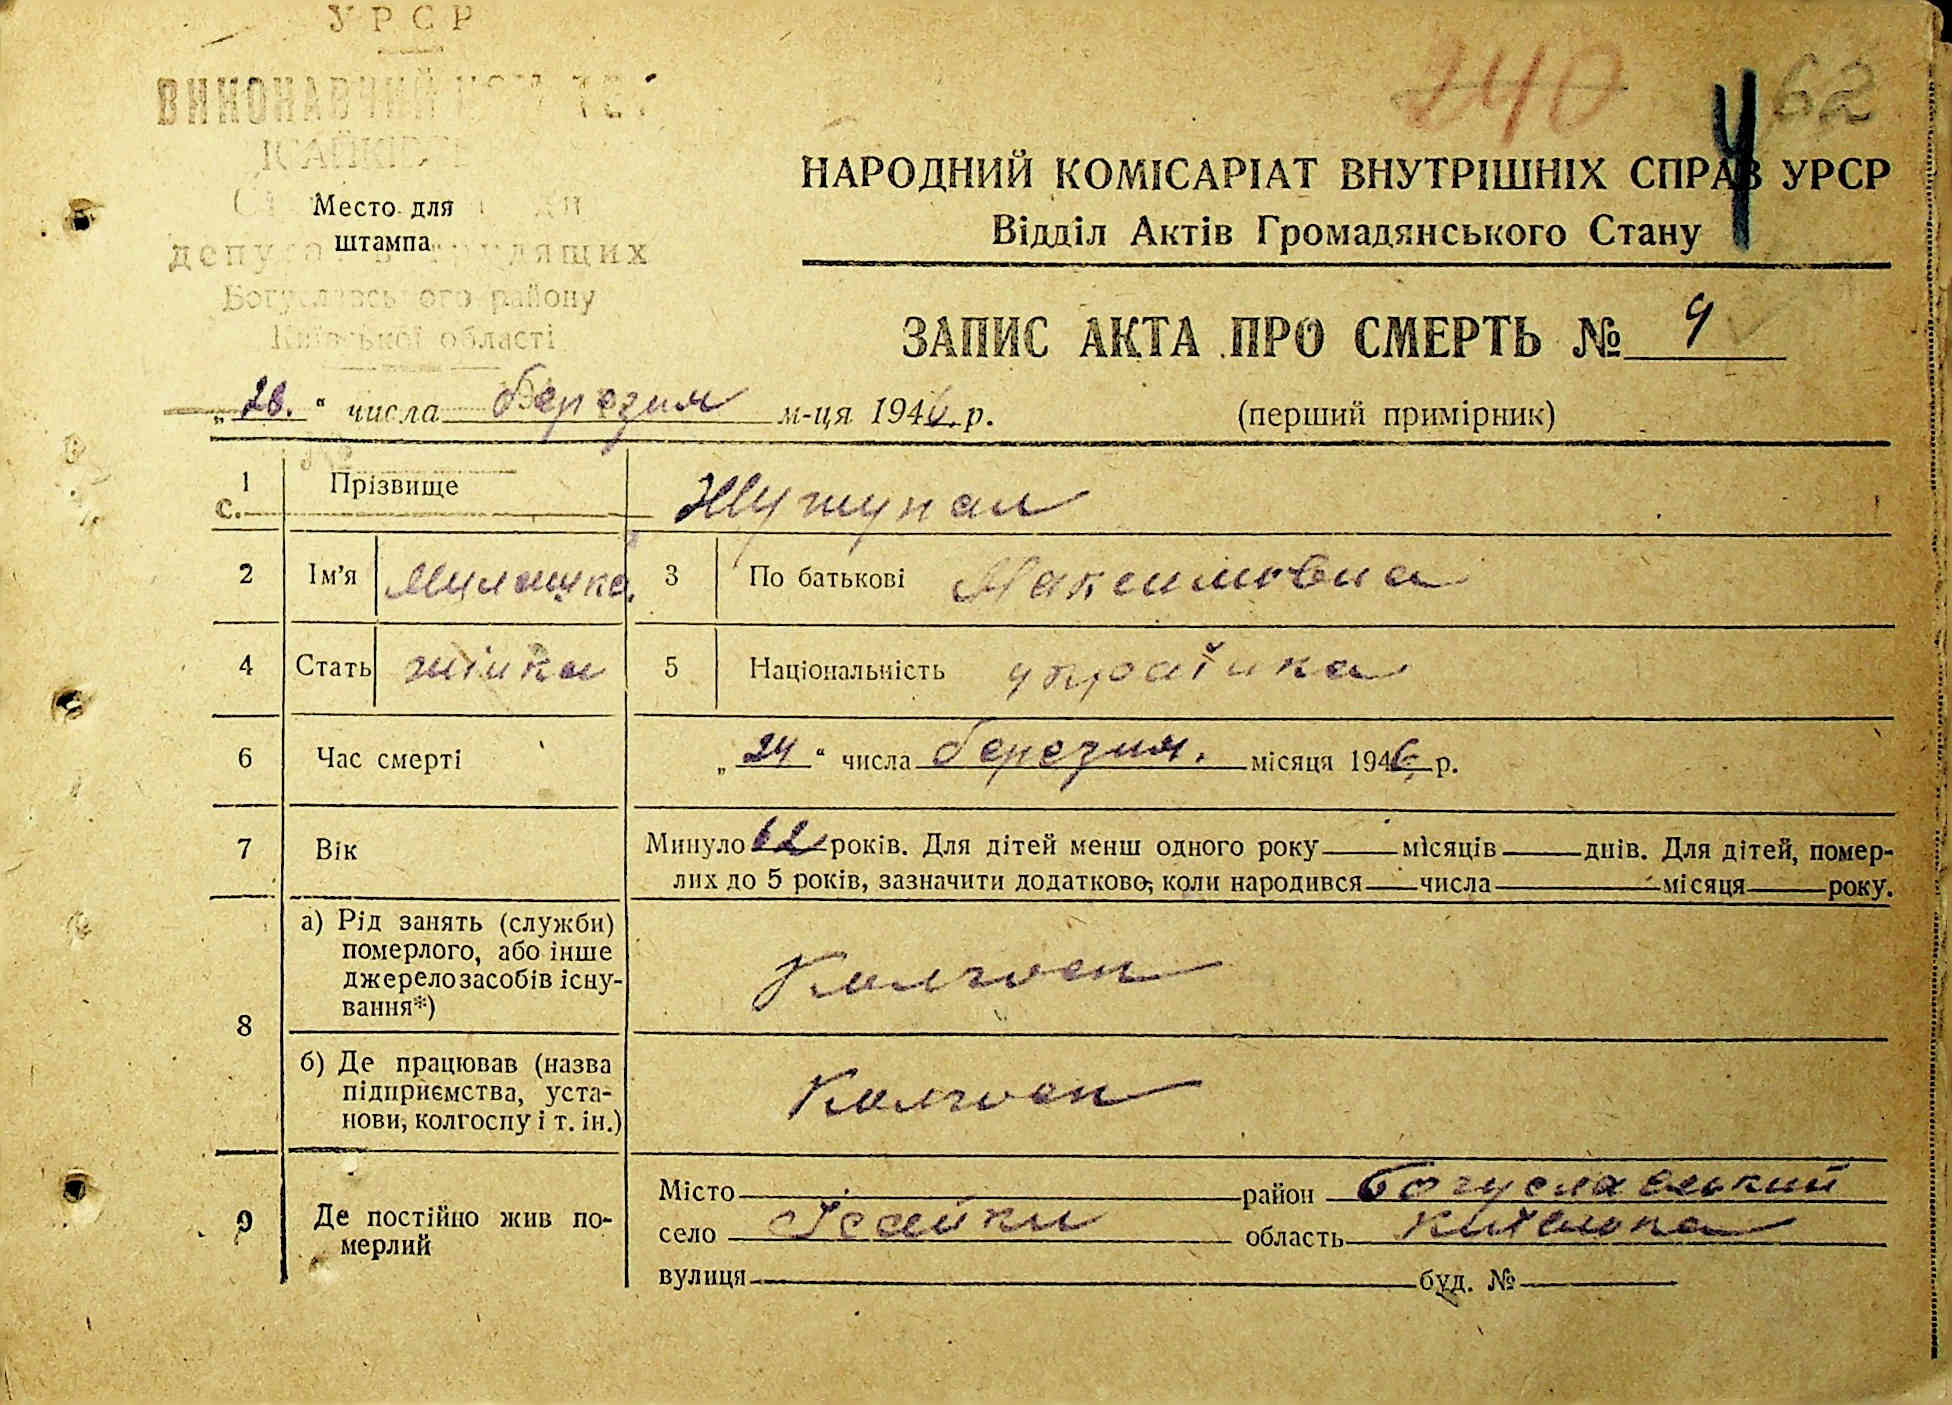 УРСР
240
62
ВИКОНАВЧИЙ
НАРОДНИЙ КОМІСАРІАТ ВНУТРІШНІХ СПРАВ УРСР
Место для
штампа
Відділ Актів Громадянського Стану
депутатів трудящих
Богуславського району
Київської області
ЗАПИС АКТА ПРО СМЕРТЬ № 9
„28.“ числа березня м-ця 1946 р.
(перший примірник)
1 Прізвище
с.
2 Ім'я 3 По батькові Максимовна
4 Стать жінка 5 Національність українка
6 Час смерті „24“ числа березня. місяця 1946 р.
7 Вік Минуло 62 років. Для дітей менш одного року місяців днів. Для дітей, помер-
лих до 5 років, зазначити додатково, коли народився числа місяця року.
8 а) Рід занять (служби)
померлого, або інше
джерело засобів існу-
вання*)
Колгосп
б) Де працював (назва
підприємства, уста-
нови, колгоспу і т. ін.)
Колгосп
9 Де постійно жив по-
мерлий
Місто район Богуславський
село Ісайки область Київська
вулиця буд. №